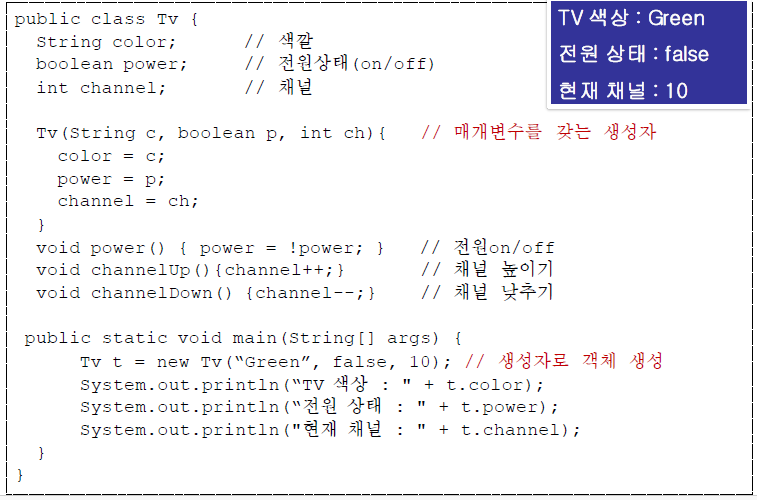 public class Tv {
String color; // 색깔
boolean power; // 전원상태(on/off)
int channel; // 채널
TV 색상 : Green
전원 상태 : false
현재 채널 : 10
Tv(String c, boolean p, int ch){ // 매개변수를 갖는 생성자
color = c;
power = p;
channel = ch;
}
void power() { power = !power; } // 전원on/off
void channelUp(){channel++;} // 채널 높이기
void channelDown() {channel--;} // 채널 낮추기
public static void main(String[] args) {
Tv t = new Tv(“Green”, false, 10); // 생성자로 객체 생성
System.out.println(“TV 색상 : " + t.color);
System.out.println(“전원 상태 : " + t.power);
System.out.println("현재 채널 : " + t.channel);
}
}